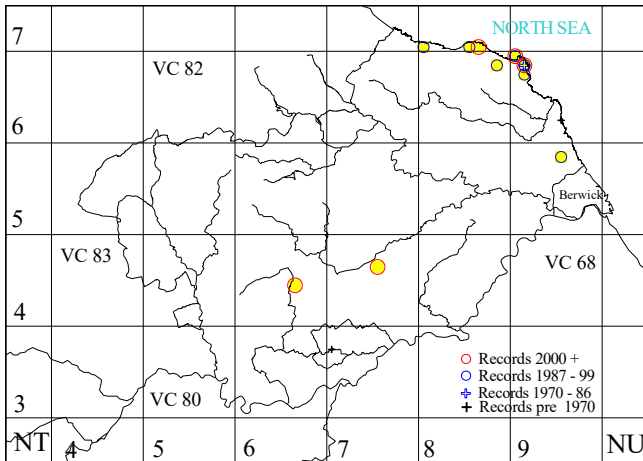 NORTH SEA
7
VC 82
6
Berwick
5
VC 83
VC 68
4
Records 2000 +
Records 1987 - 99
Records 1970 - 86
Records pre 1970
VC 80
3
NT 4 5 6 7 8 9 NU